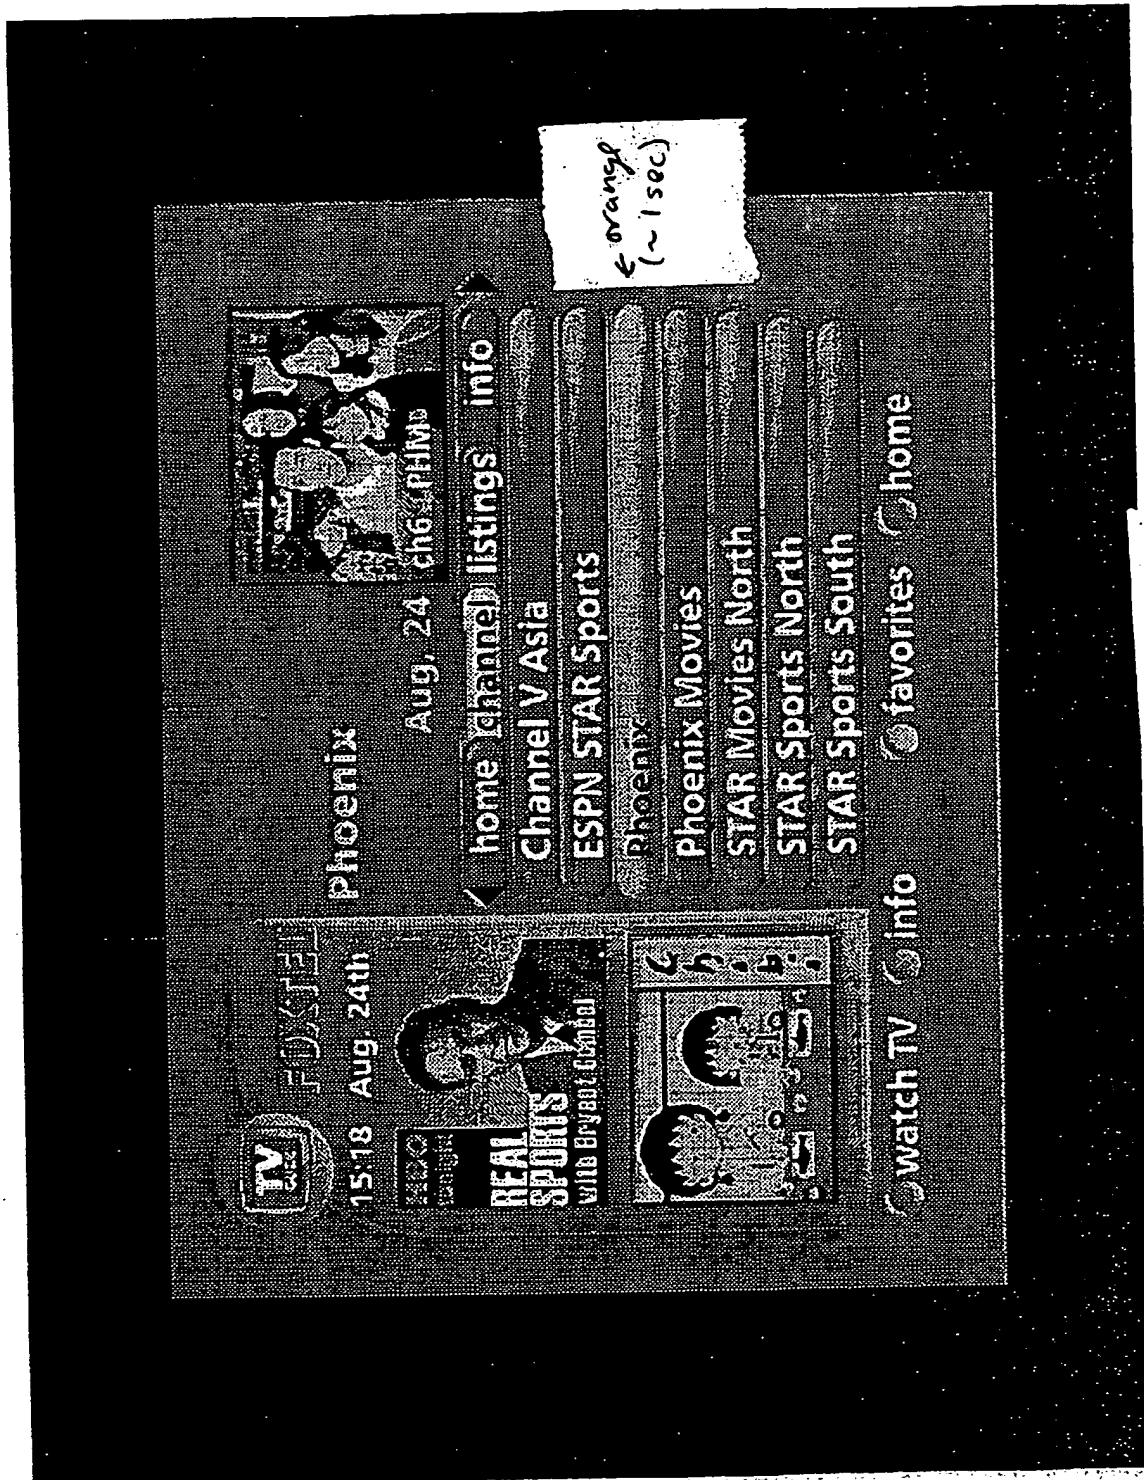 TV
FOXTEL
15:18 Aug, 24th
HBO
REAL
SPORTS
with Bryant Gumbel
Phoenix
Aug, 24
ch6 : PHMi
home channel listings info
Channel V Asia
ESPN STAR Sports
Phoenix
Phoenix Movies
STAR Movies North
STAR Sports North
STAR Sports South
← orange
(~1 sec)
watch TV info favorites home